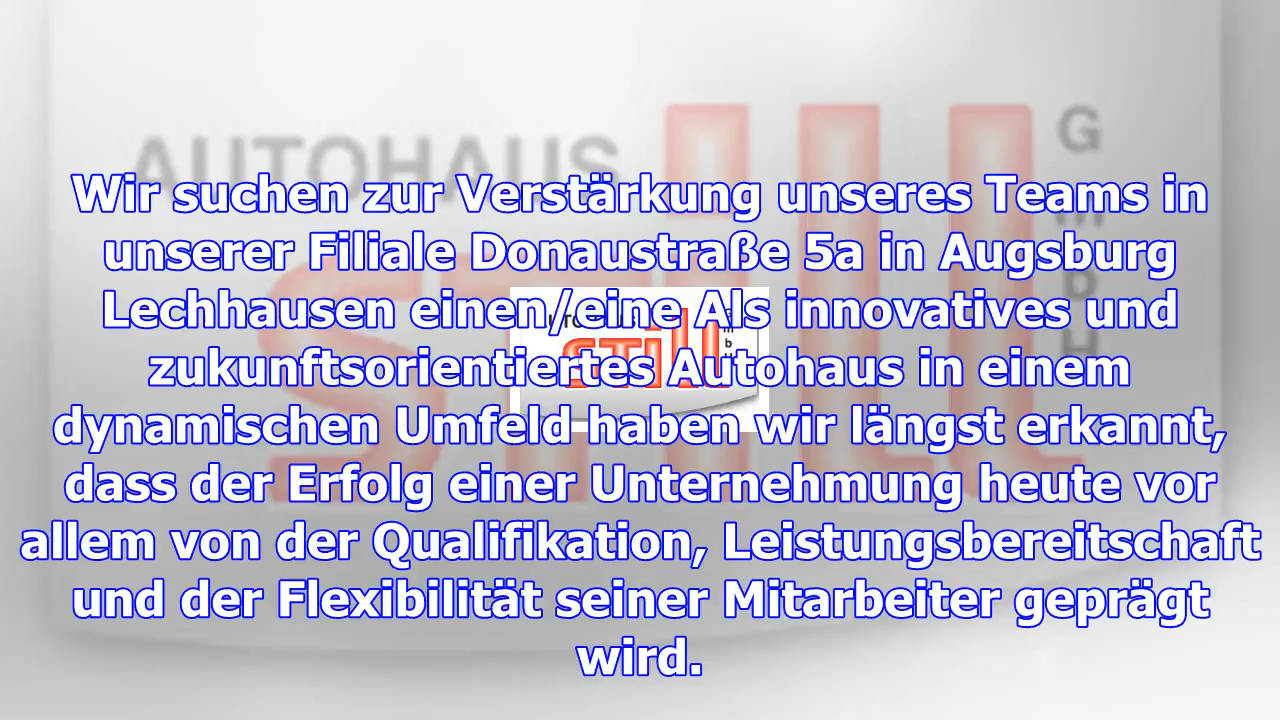 AUTOHAUS
STILL
GmbH
Wir suchen zur Verstärkung unseres Teams in
unserer Filiale Donaustraße 5a in Augsburg
Lechhausen einen/eine Als innovatives und
zukunftsorientiertes Autohaus in einem
dynamischen Umfeld haben wir längst erkannt,
dass der Erfolg einer Unternehmung heute vor
allem von der Qualifikation, Leistungsbereitschaft
und der Flexibilität seiner Mitarbeiter geprägt
wird.